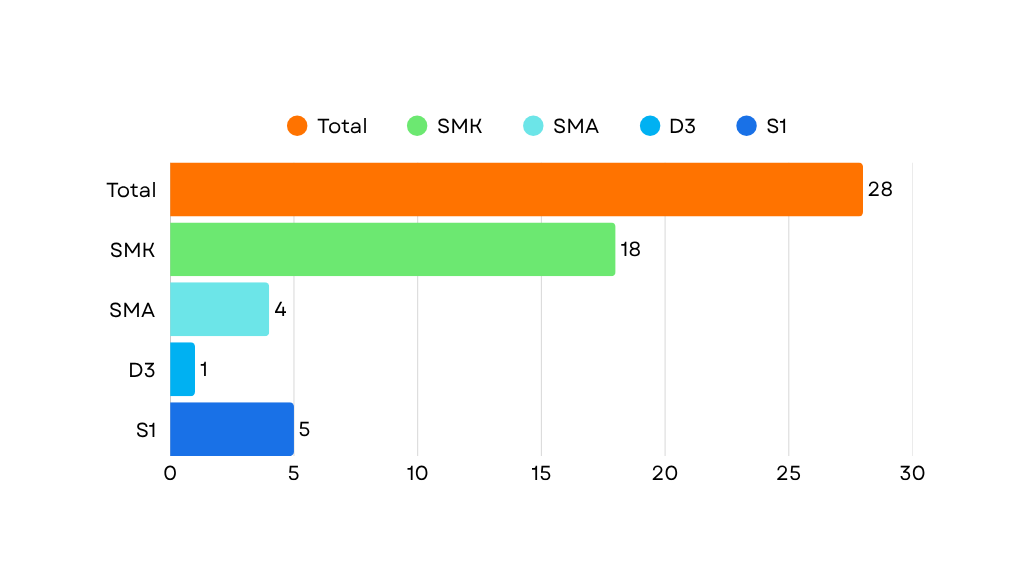 Total SMK SMA D3 S1
Total 28
SMK 18
SMA 4
D3 1
S1 5
0 5 10 15 20 25 30